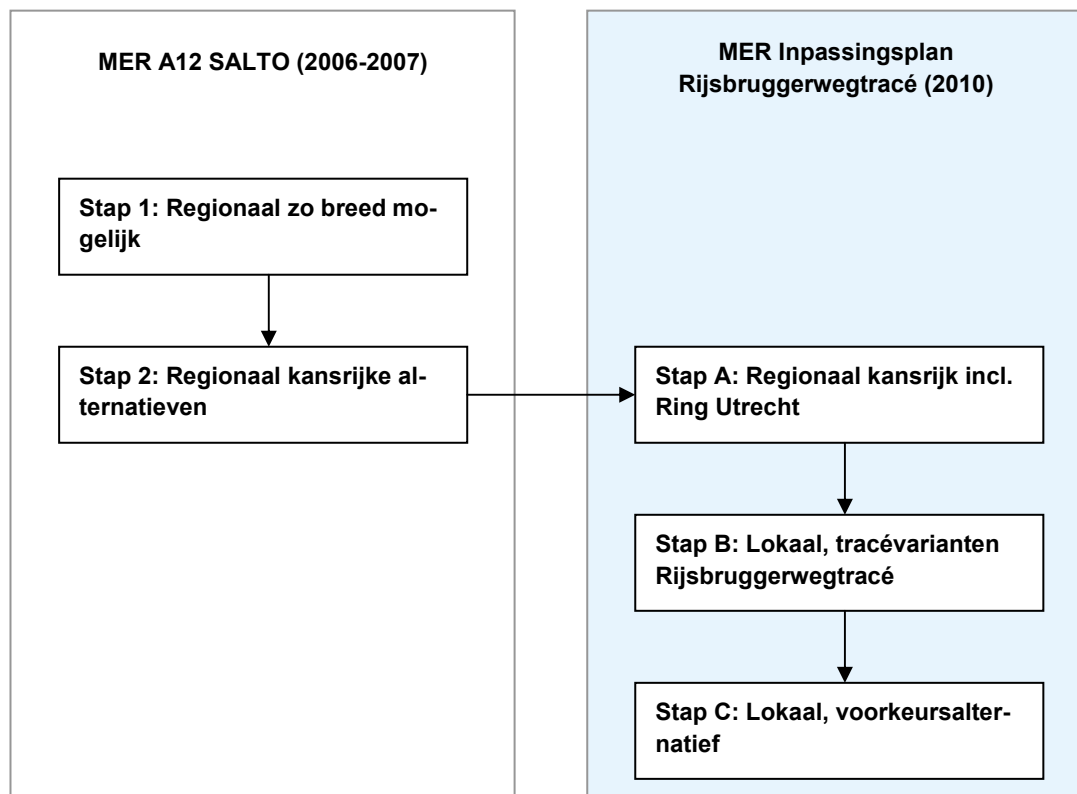 MER A12 SALTO (2006-2007)
Stap 1: Regionaal zo breed mo-
gelijk
Stap 2: Regionaal kansrijke al-
ternatieven
MER Inpassingsplan
Rijsbruggerwegtracé (2010)
Stap A: Regionaal kansrijk incl.
Ring Utrecht
Stap B: Lokaal, tracévarianten
Rijsbruggerwegtracé
Stap C: Lokaal, voorkeursalter-
natief